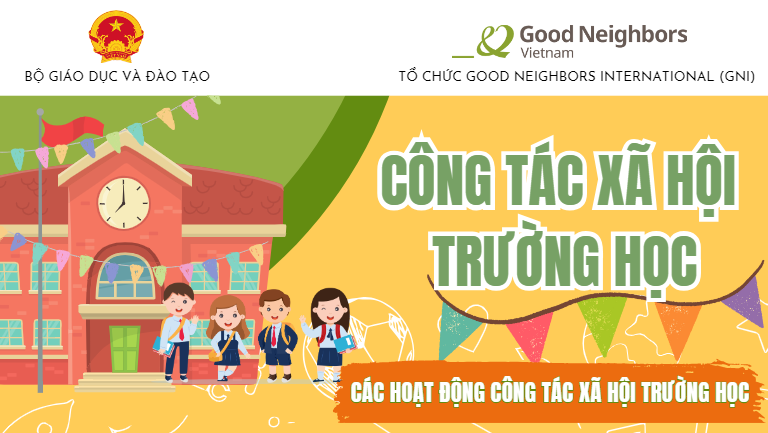 BỘ GIÁO DỤC VÀ ĐÀO TẠO
Good Neighbors
Vietnam
TỔ CHỨC GOOD NEIGHBORS INTERNATIONAL (GNI)
CÔNG TÁC XÃ HỘI
TRƯỜNG HỌC
CÁC HOẠT ĐỘNG CÔNG TÁC XÃ HỘI TRƯỜNG HỌC